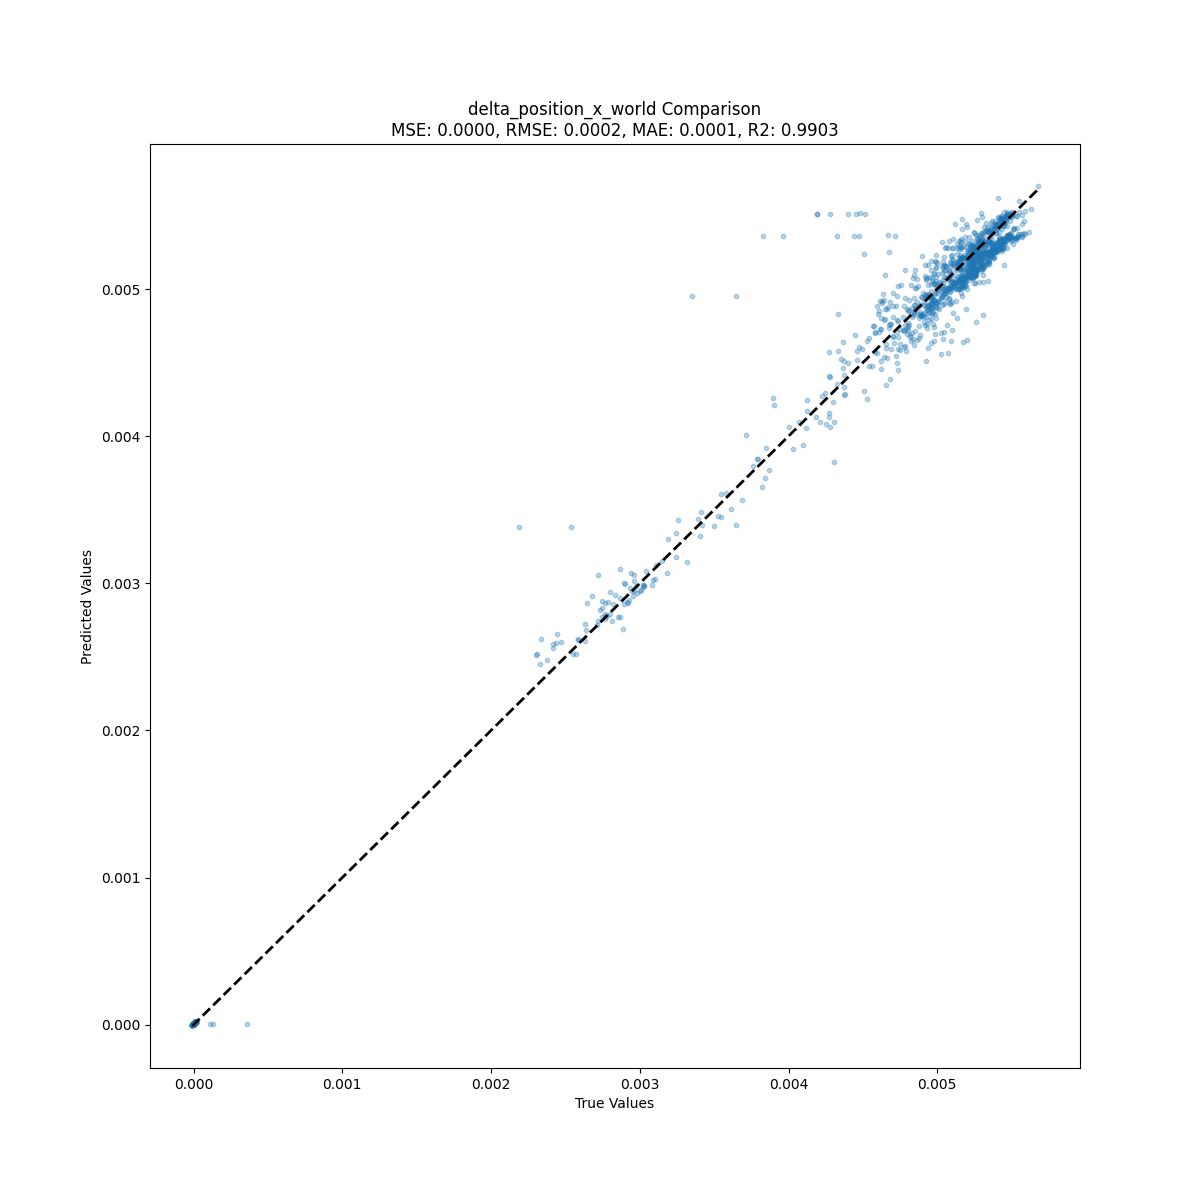 delta_position_x_world Comparison
MSE: 0.0000, RMSE: 0.0002, MAE: 0.0001, R2: 0.9903
Predicted Values
0.005
0.004
0.003
0.002
0.001
0.000
0.000 0.001 0.002 0.003 0.004 0.005
True Values